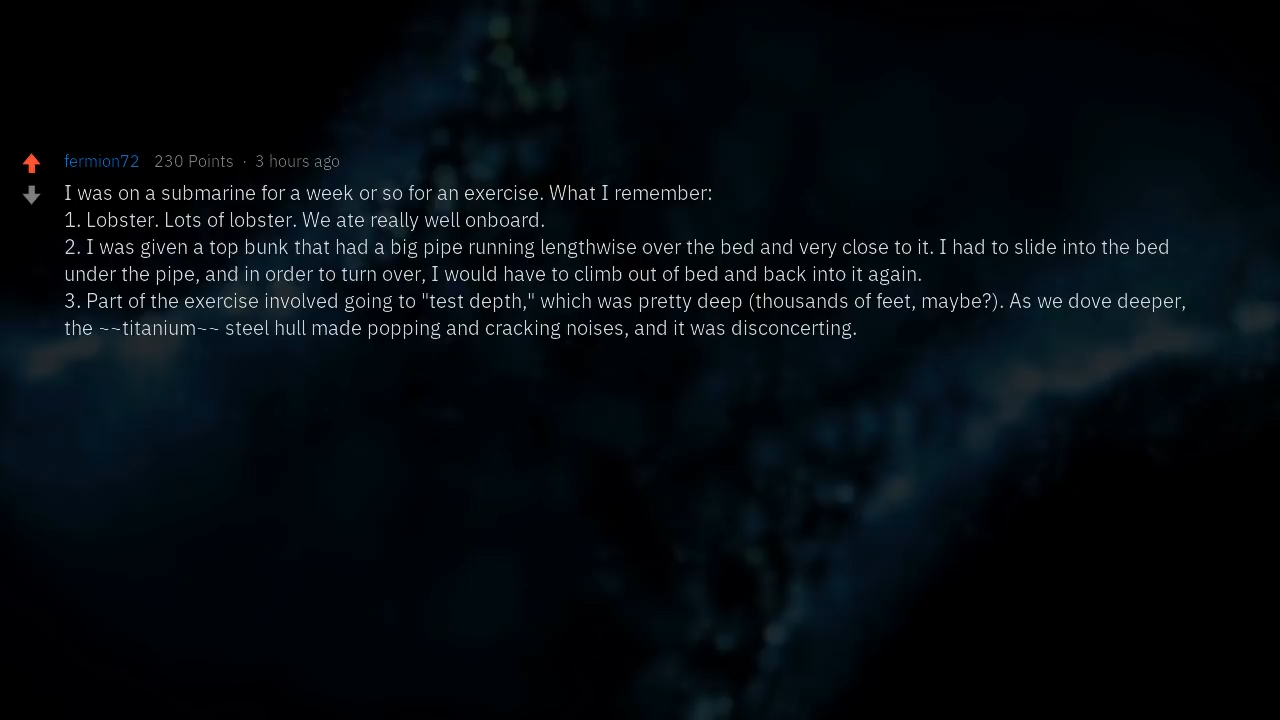 fermion72 230 Points · 3 hours ago
I was on a submarine for a week or so for an exercise. What I remember:
1. Lobster. Lots of lobster. We ate really well onboard.
2. I was given a top bunk that had a big pipe running lengthwise over the bed and very close to it. I had to slide into the bed
under the pipe, and in order to turn over, I would have to climb out of bed and back into it again.
3. Part of the exercise involved going to "test depth," which was pretty deep (thousands of feet, maybe?). As we dove deeper,
the ~~titanium~~ steel hull made popping and cracking noises, and it was disconcerting.